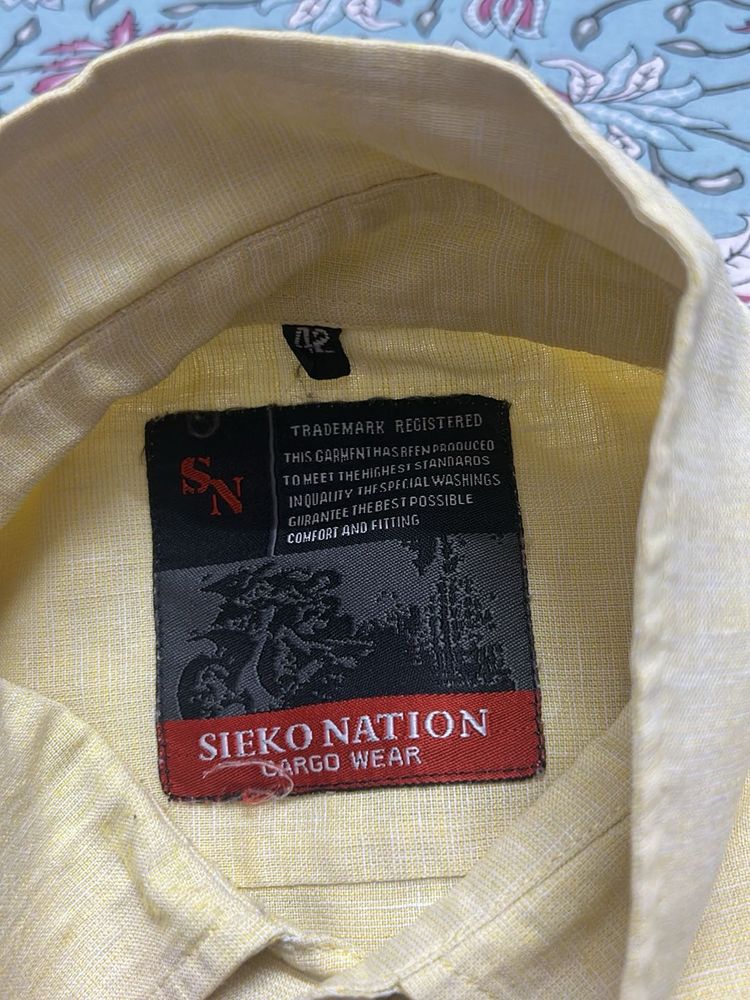 42
TRADEMARK REGISTERED
THIS GARMENT HAS BEEN PRODUCED
TO MEET THE HIGHEST STANDARDS
IN QUALITY THE SPECIAL WASHINGS
GURANTEE THE BEST POSSIBLE
COMFORT AND FITTING
SN
SIEKO NATION
CARGO WEAR